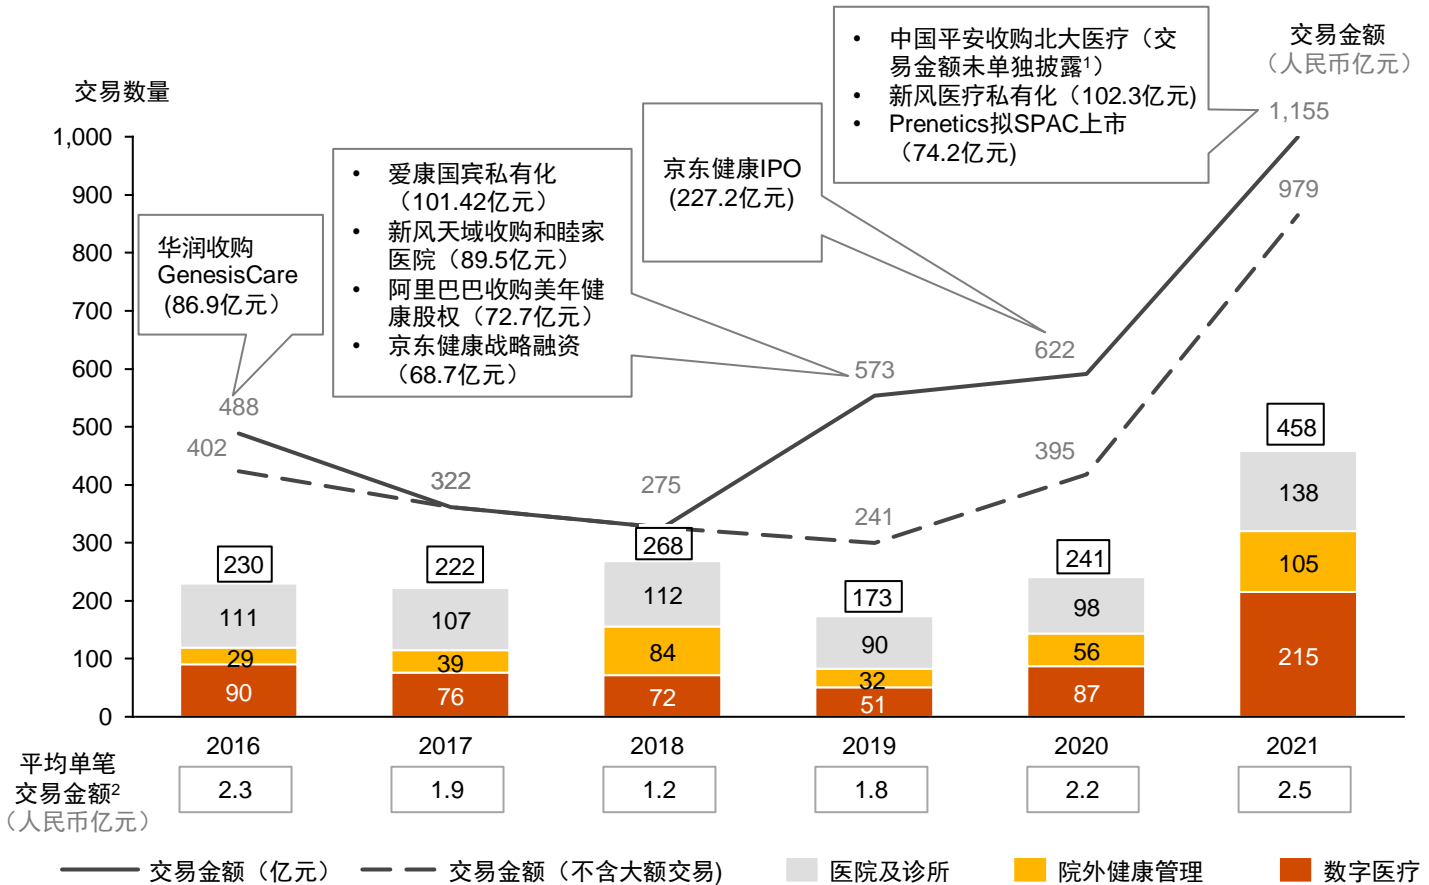 交易数量
交易金额
（人民币亿元）
1,000
900
800
700
600
500
400
300
200
100
0
华润收购
GenesisCare
(86.9亿元）
• 爱康国宾私有化
（101.42亿元）
• 新风天域收购和睦家
医院（89.5亿元）
• 阿里巴巴收购美年健
康股权（72.7亿元）
• 京东健康战略融资
（68.7亿元）
京东健康IPO
(227.2亿元)
• 中国平安收购北大医疗（交
易金额未单独披露¹）
• 新风医疗私有化（102.3亿元)
• Prenetics拟SPAC上市
（74.2亿元)
488
402
322
275
573
241
622
395
1,155
979
230
111
29
90
222
107
39
76
268
112
84
72
173
90
32
51
241
98
56
87
458
138
105
215
2016
2017
2018
2019
2020
2021
平均单笔
交易金额²
（人民币亿元）
2.3
1.9
1.2
1.8
2.2
2.5
交易金额（亿元）
交易金额（不含大额交易)
医院及诊所
院外健康管理
数字医疗